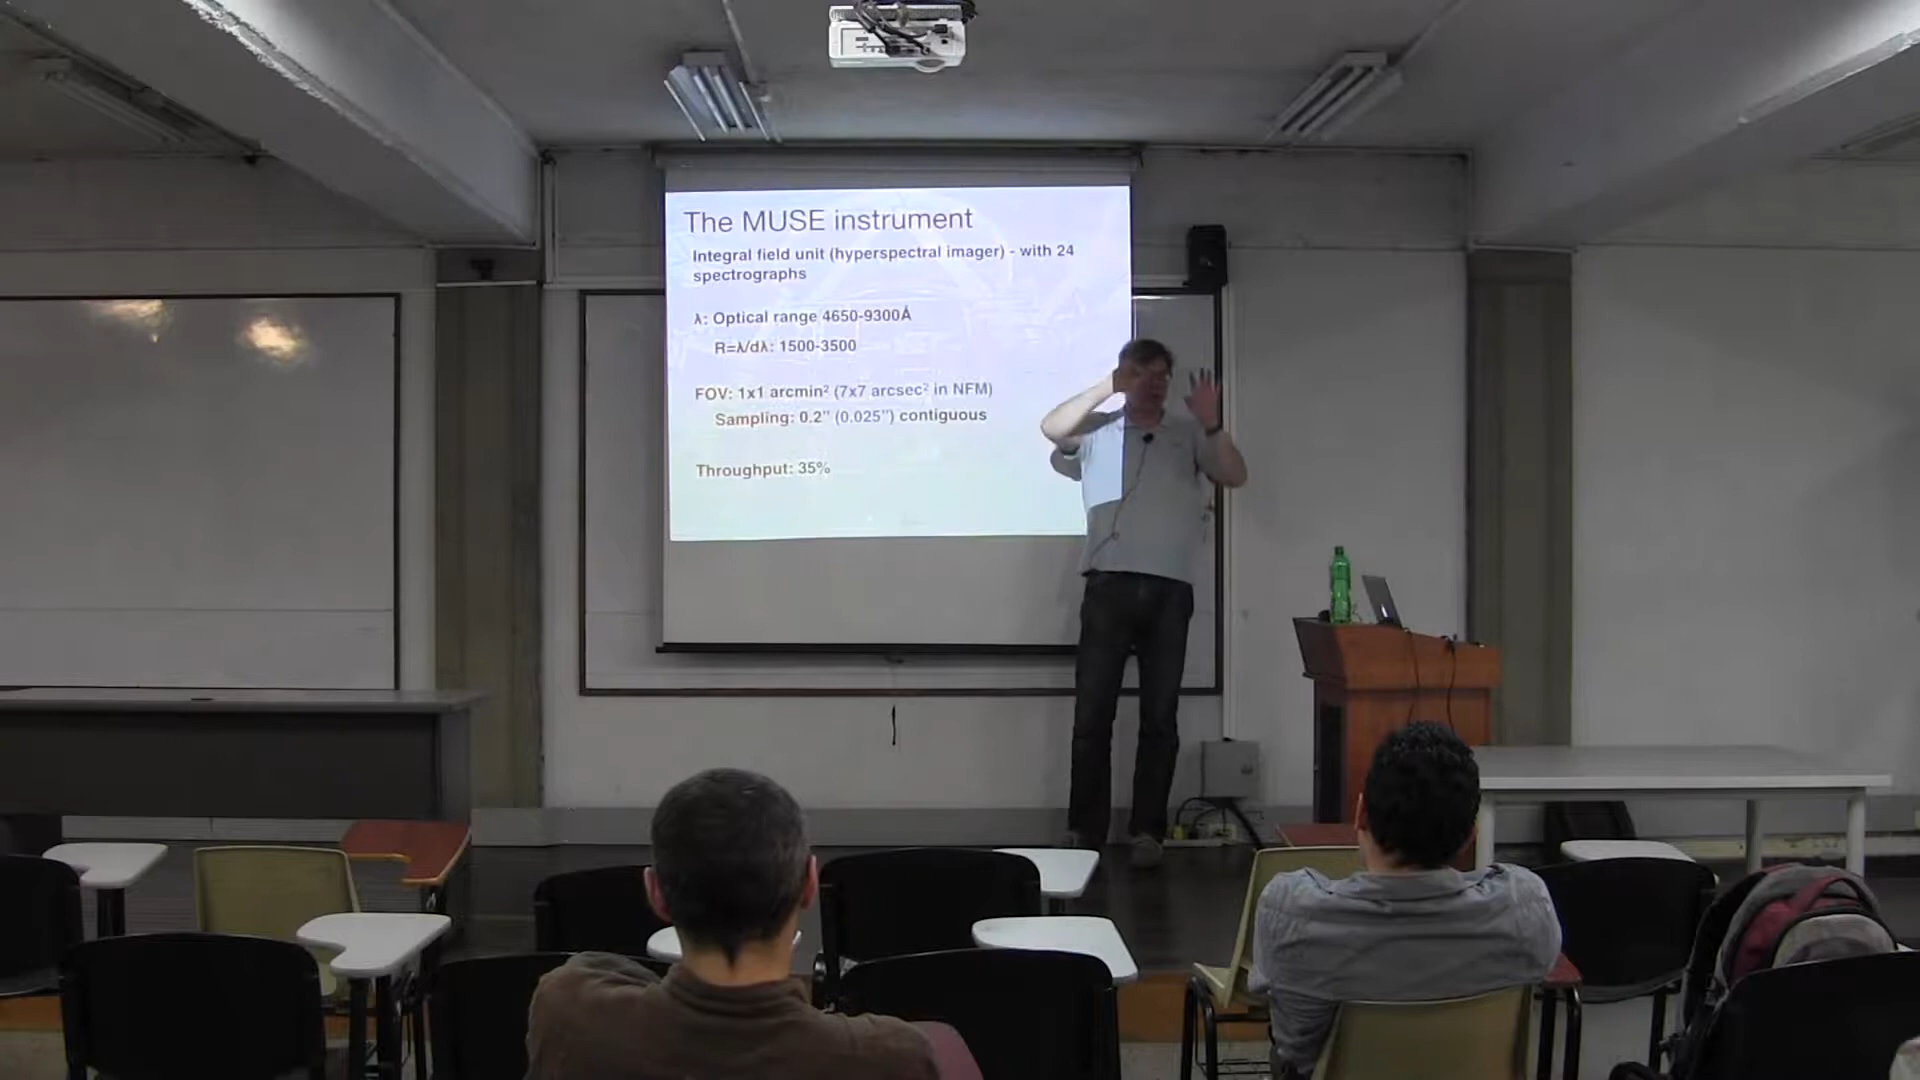 The MUSE instrument
Integral field unit (hyperspectral imager) - with 24
spectrographs
λ: Optical range 4650-9300Å
R=λ/dλ: 1500-3500
FOV: 1x1 arcmin² (7x7 arcsec² in NFM)
Sampling: 0.2" (0.025") contiguous
Throughput: 35%